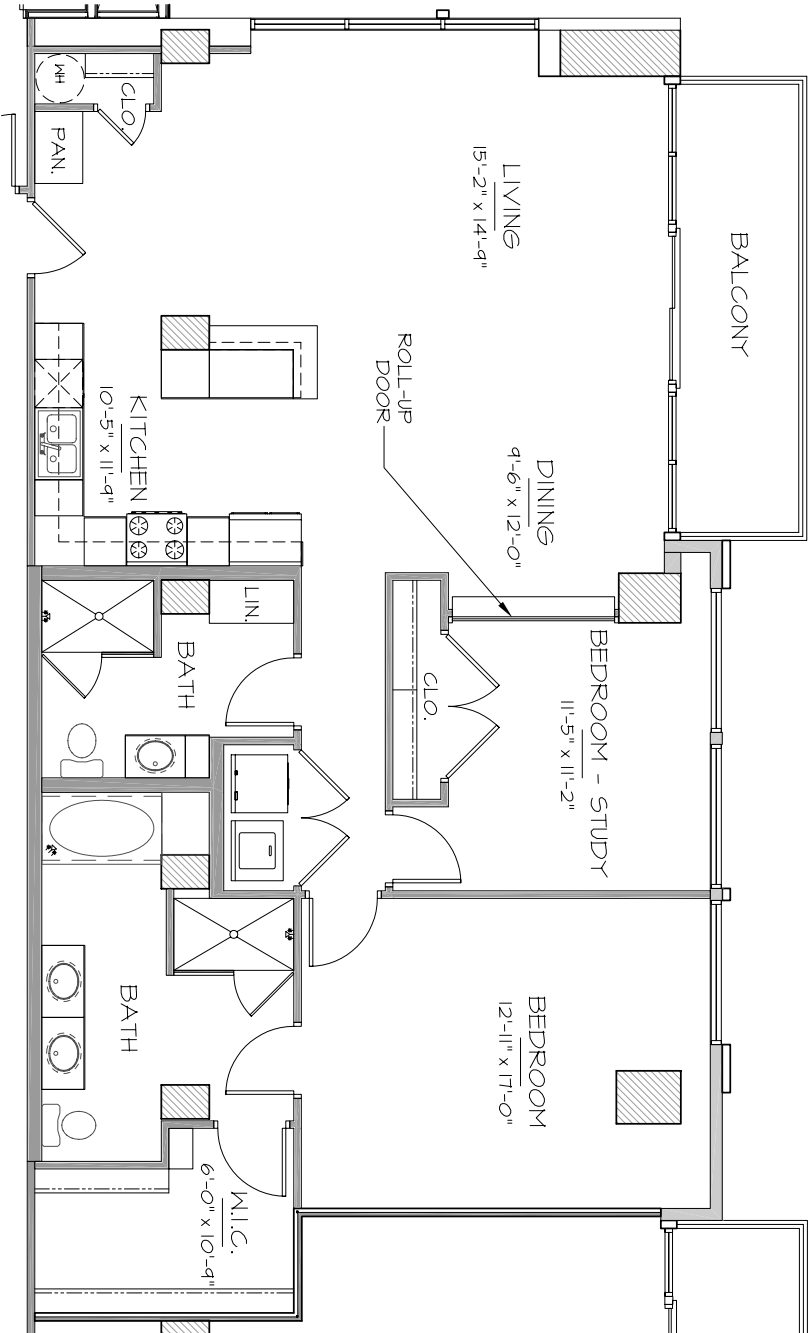 BALCONY
LIVING
15'-2" x 14'-9"
WH
CLO.
PAN.
ROLL-UP
DOOR
DINING
9'-6" x 12'-0"
KITCHEN
10'-5" x 11'-9"
LIN.
BATH
CLO.
BEDROOM - STUDY
11'-5" x 11'-2"
BATH
BEDROOM
12'-11" x 17'-0"
W.I.C.
6'-0" x 10'-9"